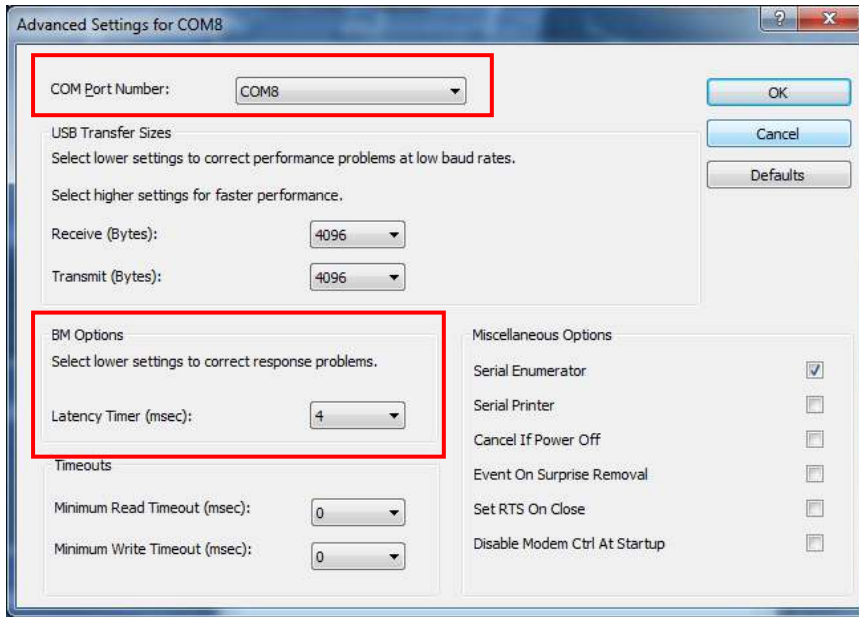 Advanced Settings for COM8
?
X
COM Port Number:
COM8
OK
USB Transfer Sizes
Cancel
Select lower settings to correct performance problems at low baud rates.
Defaults
Select higher settings for faster performance.
Receive (Bytes):
4096
Transmit (Bytes):
4096
BM Options
Select lower settings to correct response problems.
Latency Timer (msec):
4
Timeouts
Minimum Read Timeout (msec):
0
Minimum Write Timeout (msec):
0
Miscellaneous Options
Serial Enumerator
Serial Printer
Cancel If Power Off
Event On Surprise Removal
Set RTS On Close
Disable Modem Ctrl At Startup